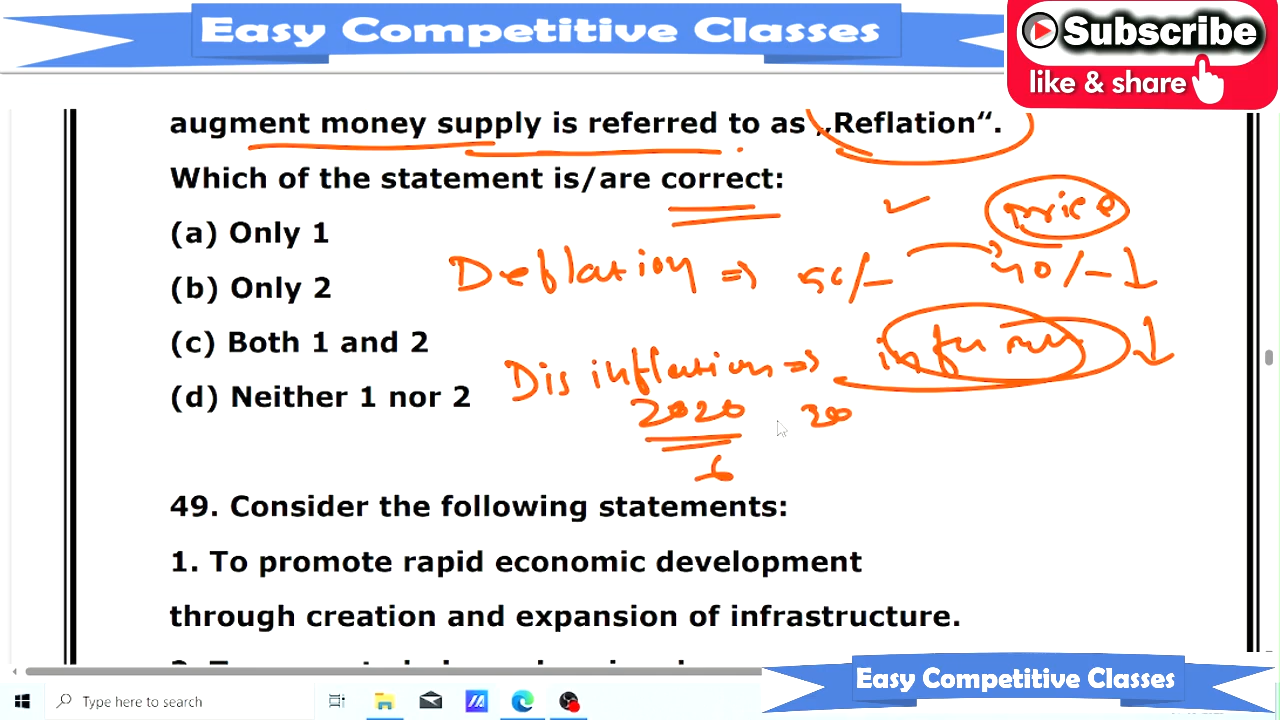 Easy Competitive Classes
Subscribe
like & share
augment money supply is referred to as „Reflation“.
Which of the statement is/are correct:
(a) Only 1
(b) Only 2
(c) Both 1 and 2
(d) Neither 1 nor 2
price
Deflation ⇒ 50/- 40/- ↓
Disinflation ⇒ ↓
2020 20
6
49. Consider the following statements:
1. To promote rapid economic development
through creation and expansion of infrastructure.
Easy Competitive Classes
Type here to search